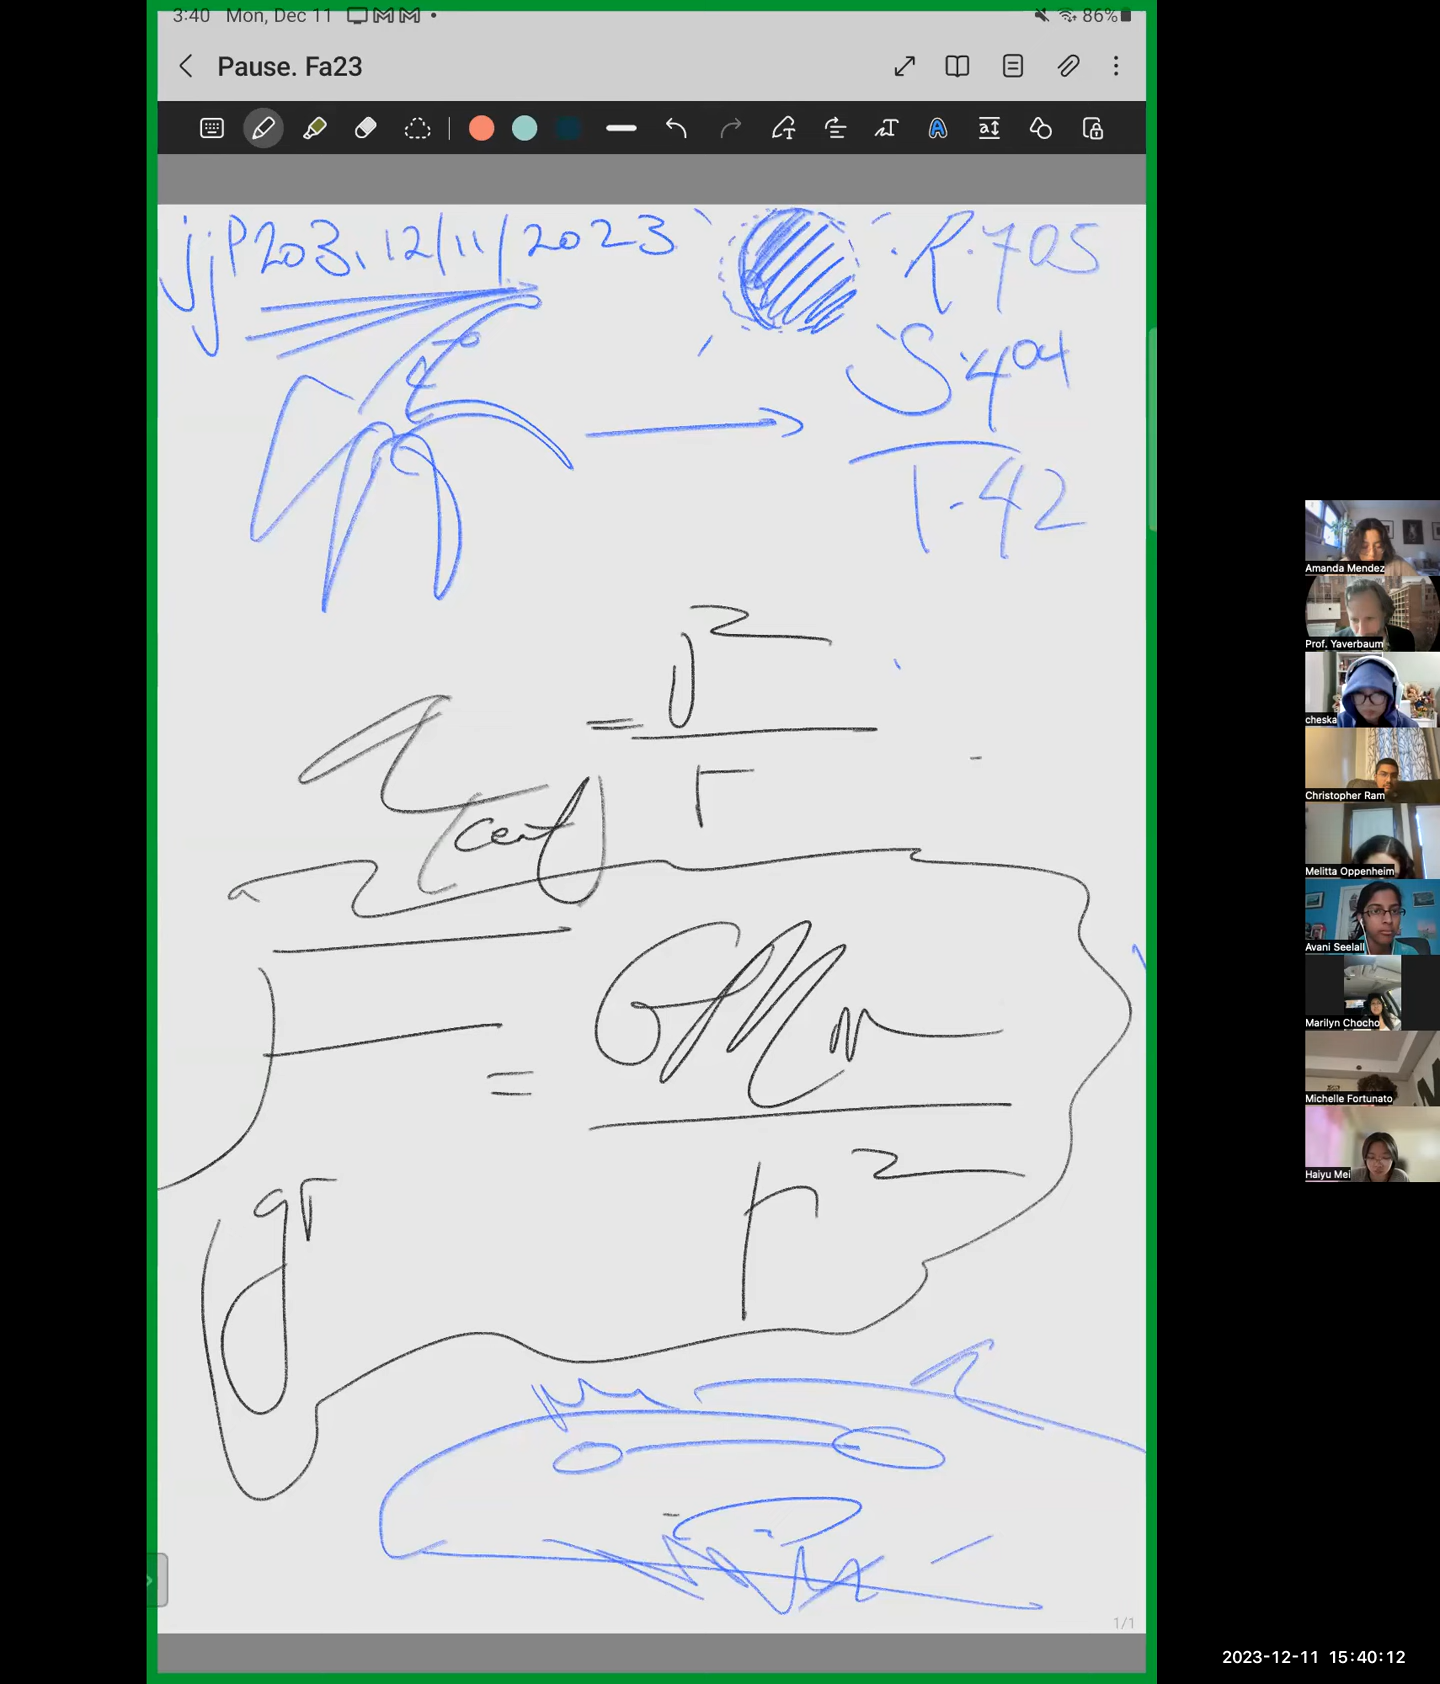 3:40 Mon, Dec 11
86%
Pause. Fa23
jjP203. 12/11/2023
R.705
S.404
T-42
a(cent) = v²
r
F
gr
= GMm
r²
1/1
Amanda Mendez
Prof. Yaverbaum
cheska
Christopher Ram
Melitta Oppenheim
Avani Seelall
Marilyn Chocho
Michelle Fortunato
Haiyu Mei
2023-12-11 15:40:12